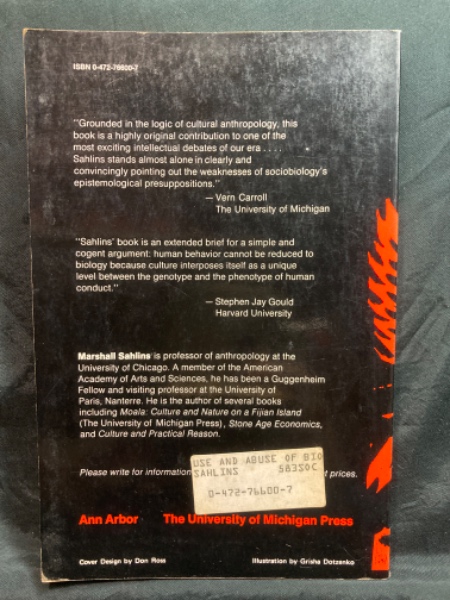 ISBN 0-472-76600-7
"Grounded in the logic of cultural anthropology, this
book is a highly original contribution to one of the
most exciting intellectual debates of our era . . . .
Sahlins stands almost alone in clearly and
convincingly pointing out the weaknesses of sociobiology's
epistemological presuppositions."
—Vern Carroll
The University of Michigan
"Sahlins' book is an extended brief for a simple and
cogent argument: human behavior cannot be reduced to
biology because culture interposes itself as a unique
level between the genotype and the phenotype of human
conduct."
—Stephen Jay Gould
Harvard University
Marshall Sahlins is professor of anthropology at the
University of Chicago. A member of the American
Academy of Arts and Sciences, he has been a Guggenheim
Fellow and visiting professor at the University of
Paris, Nanterre. He is the author of several books
including Moala: Culture and Nature on a Fijian Island
(The University of Michigan Press), Stone Age Economics,
and Culture and Practical Reason.
Please write for information t prices.
USE AND ABUSE OF BIO
SAHLINS 583SOC
0-472-76600-7
Ann Arbor The University of Michigan Press
Cover Design by Don Ross Illustration by Grisha Dotzenko